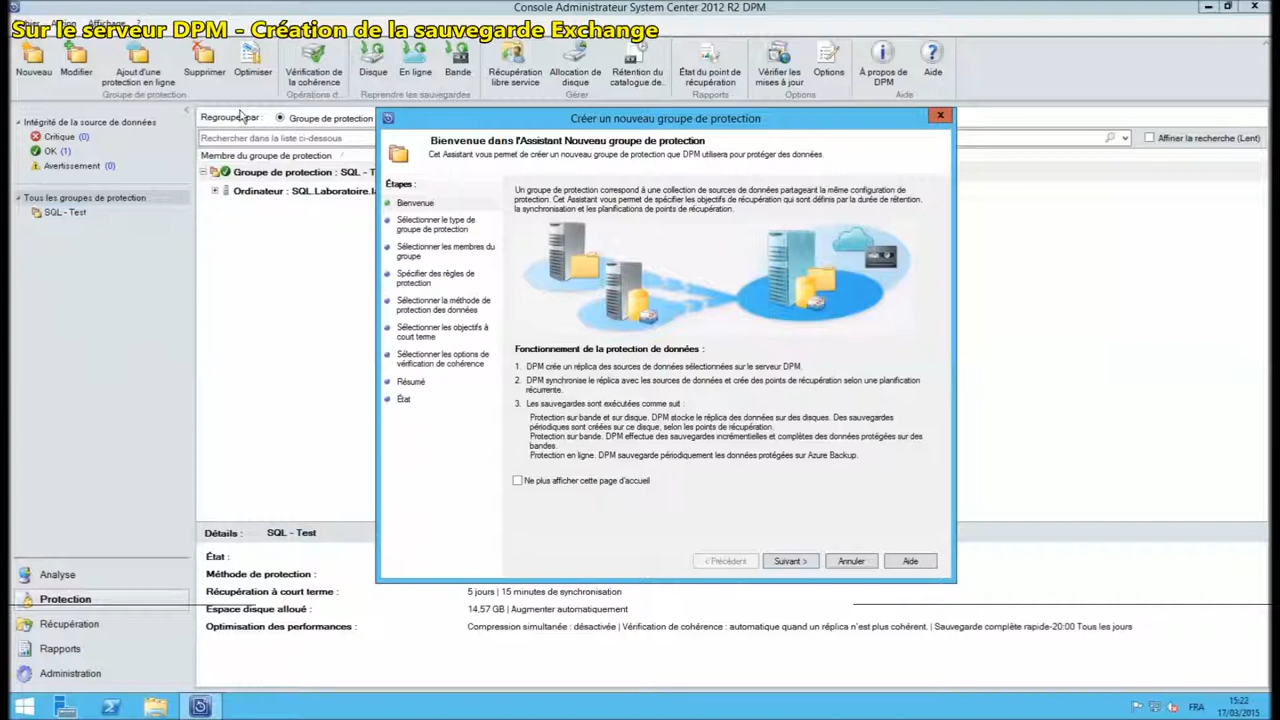 Console Administrateur System Center 2012 R2 DPM
Action Affichage ?
Sur le serveur DPM - Création de la sauvegarde Exchange
Nouveau
Modifier
Ajout d'une
protection en ligne
Supprimer
Optimiser
Groupe de protection
Vérification de
la cohérence
Opérations d...
Disque
En ligne
Bande
Reprendre les sauvegardes
Récupération
libre service
Allocation de
disque
Rétention du
catalogue de..
Gérer
État du point de
récupération
Rapports
Vérifier les
mises à jour
Options
Options
À propos de
DPM
Aide
Aide
Intégrité de la source de données
Critique (0)
OK (1)
Avertissement (0)
Tous les groupes de protection
SQL - Test
Regrouper par :
Groupe de protection
Rechercher dans la liste ci-dessous
Affiner la recherche (Lent)
Membre du groupe de protection
Groupe de protection : SQL - T
Ordinateur : SQL.Laboratoire.l
Créer un nouveau groupe de protection
Bienvenue dans l'Assistant Nouveau groupe de protection
Cet Assistant vous permet de créer un nouveau groupe de protection que DPM utilisera pour protéger des données.
Étapes :
Bienvenue
Sélectionner le type de
groupe de protection
Sélectionner les membres du
groupe
Spécifier des règles de
protection
Sélectionner la méthode de
protection des données
Sélectionner les objectifs à
court terme
Sélectionner les options de
vérification de cohérence
Résumé
État
Un groupe de protection correspond à une collection de sources de données partageant la même configuration de
protection. Cet Assistant vous permet de spécifier les objectifs de récupération qui sont définis par la durée de rétention,
la synchronisation et les planifications de points de récupération.
Fonctionnement de la protection de données :
1. DPM crée un réplica des sources de données sélectionnées sur le serveur DPM.
2. DPM synchronise le réplica avec les sources de données et crée des points de récupération selon une planification
récurrente.
3. Les sauvegardes sont exécutées comme suit :
Protection sur bande et sur disque. DPM stocke le réplica des données sur des disques. Des sauvegardes
périodiques sont créées sur ce disque, selon les points de récupération.
Protection sur bande. DPM effectue des sauvegardes incrémentielles et complètes des données protégées sur des
bandes.
Protection en ligne. DPM sauvegarde périodiquement les données protégées sur Azure Backup.
Ne plus afficher cette page d'accueil
< Précédent
Suivant >
Annuler
Aide
Détails :
SQL - Test
État :
Méthode de protection :
Récupération à court terme :
5 jours | 15 minutes de synchronisation
Espace disque alloué :
14,57 GB | Augmenter automatiquement
Optimisation des performances :
Compression simultanée : désactivée | Vérification de cohérence : automatique quand un réplica n'est plus cohérent. | Sauvegarde complète rapide-20:00 Tous les jours
Analyse
Protection
Récupération
Rapports
Administration
FRA
15:22
17/03/2015